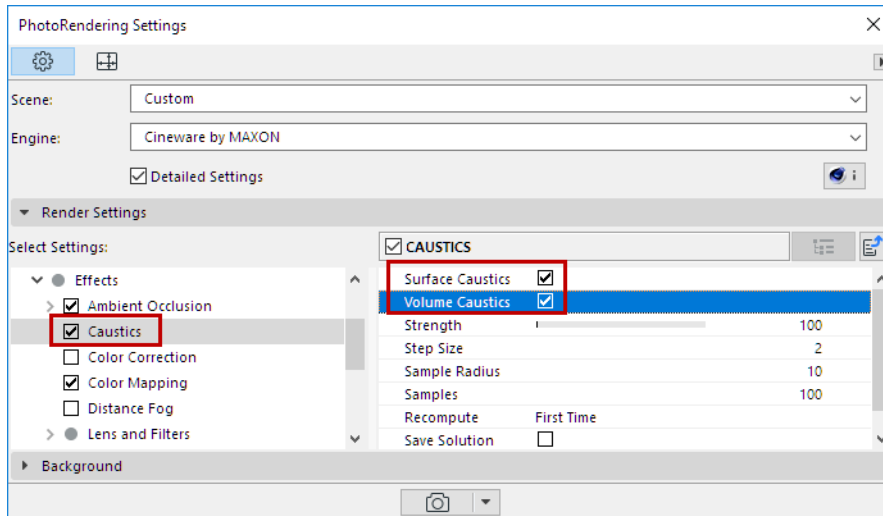 PhotoRendering Settings
Scene: Custom
Engine: Cineware by MAXON
Detailed Settings
i
Render Settings
Select Settings:
CAUSTICS
Effects
Ambient Occlusion
Caustics
Color Correction
Color Mapping
Distance Fog
Lens and Filters
Surface Caustics
Volume Caustics
Strength 100
Step Size 2
Sample Radius 10
Samples 100
Recompute First Time
Save Solution
Background